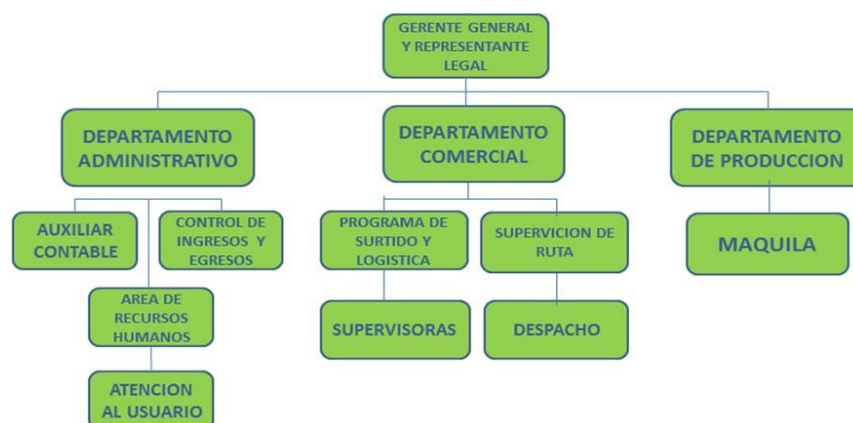 GERENTE GENERAL
Y REPRESENTANTE
LEGAL
DEPARTAMENTO
ADMINISTRATIVO
DEPARTAMENTO
COMERCIAL
DEPARTAMENTO
DE PRODUCCION
AUXILIAR
CONTABLE
CONTROL DE
INGRESOS Y
EGRESOS
PROGRAMA DE
SURTIDO Y
LOGISTICA
SUPERVICION DE
RUTA
MAQUILA
AREA DE
RECURSOS
HUMANOS
SUPERVISORAS
DESPACHO
ATENCION
AL USUARIO